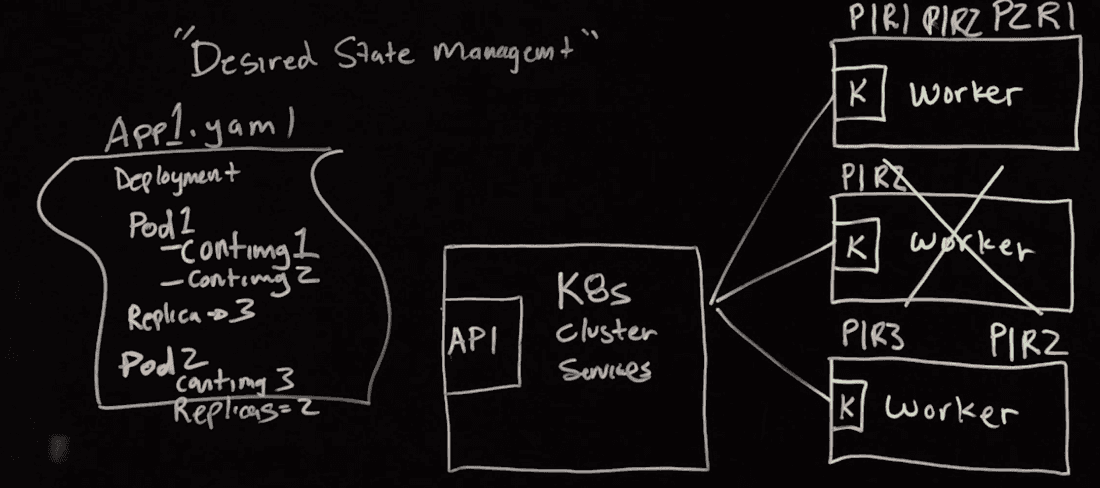 "Desired State Managemt"
App1.yaml
Deployment
Pod1
- Contimg1
- Contimg2
Replica → 3
Pod2
Contimg3
Replicas = 2
API
K8s
Cluster
Services
P1R1 P1R2 P2R1
K Worker
P1R2
K Worker
P1R3 P1R2
K Worker